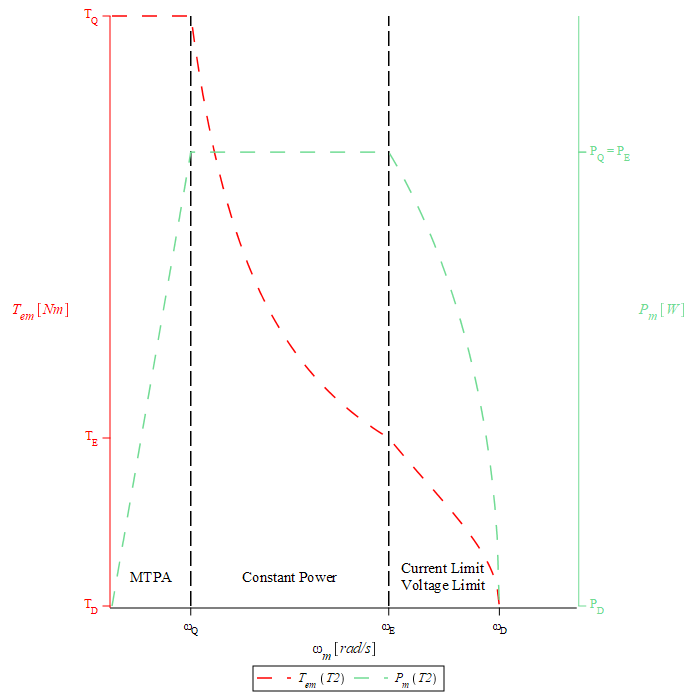 T_Q
P_Q = P_E
T_em [Nm]
P_m [W]
T_E
MTPA
Constant Power
Current Limit
Voltage Limit
T_D
P_D
ω_Q
ω_E
ω_D
ω_m [rad/s]
T_em (T2)
P_m (T2)